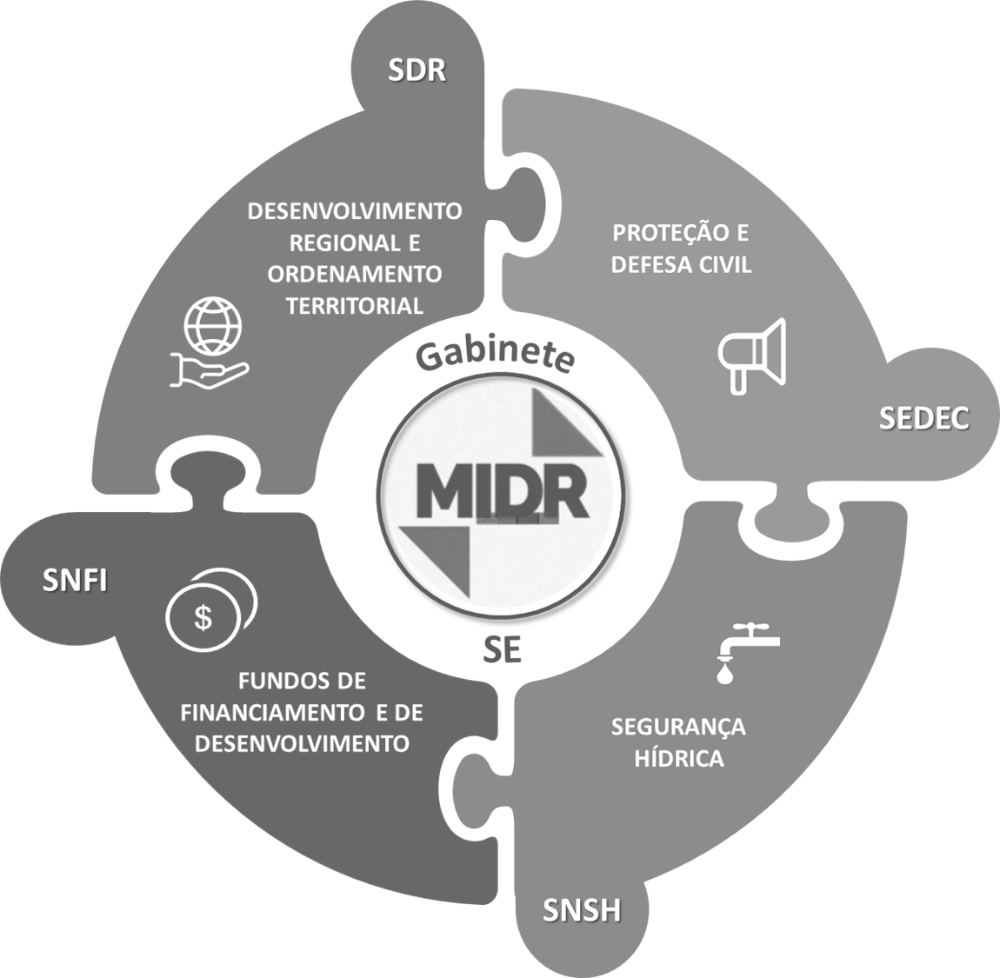 SDR
DESENVOLVIMENTO
REGIONAL E
ORDENAMENTO
TERRITORIAL
PROTEÇÃO E
DEFESA CIVIL
SEDEC
Gabinete
MIDR
SE
SNFI
$
FUNDOS DE
FINANCIAMENTO E DE
DESENVOLVIMENTO
SEGURANÇA
HÍDRICA
SNSH